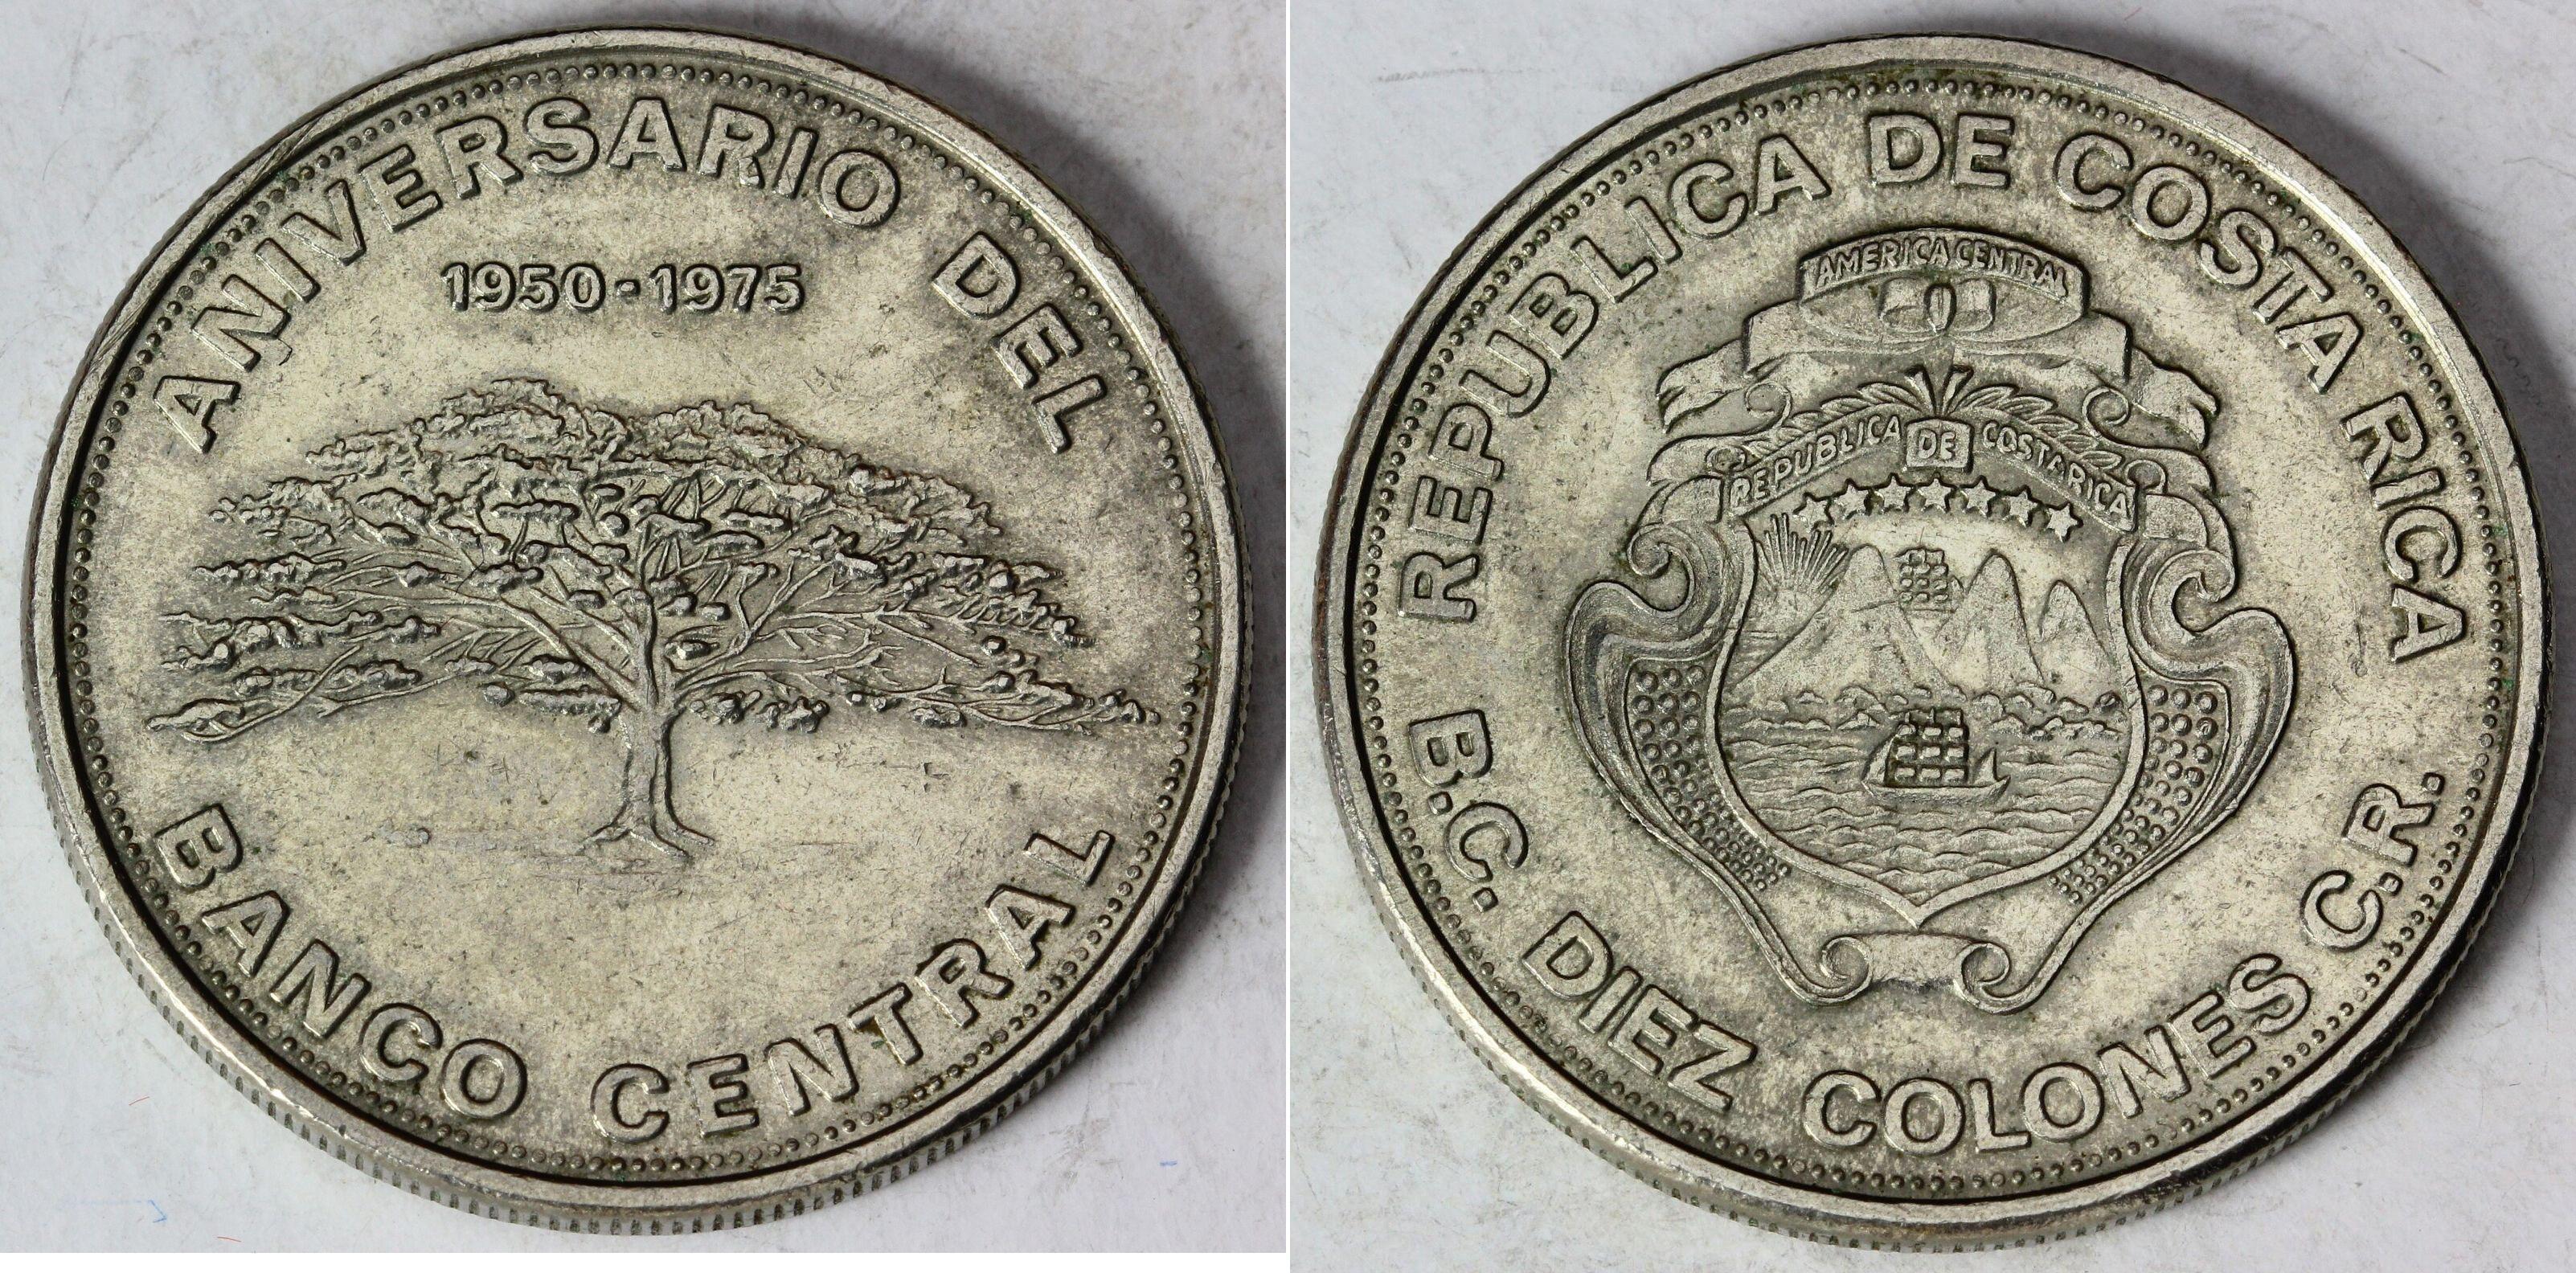 ANIVERSARIO DEL
1950-1975
BANCO CENTRAL
REPUBLICA DE COSTA RICA
AMERICA CENTRAL
REPUBLICA DE COSTA RICA
B.C. DIEZ COLONES C.R.